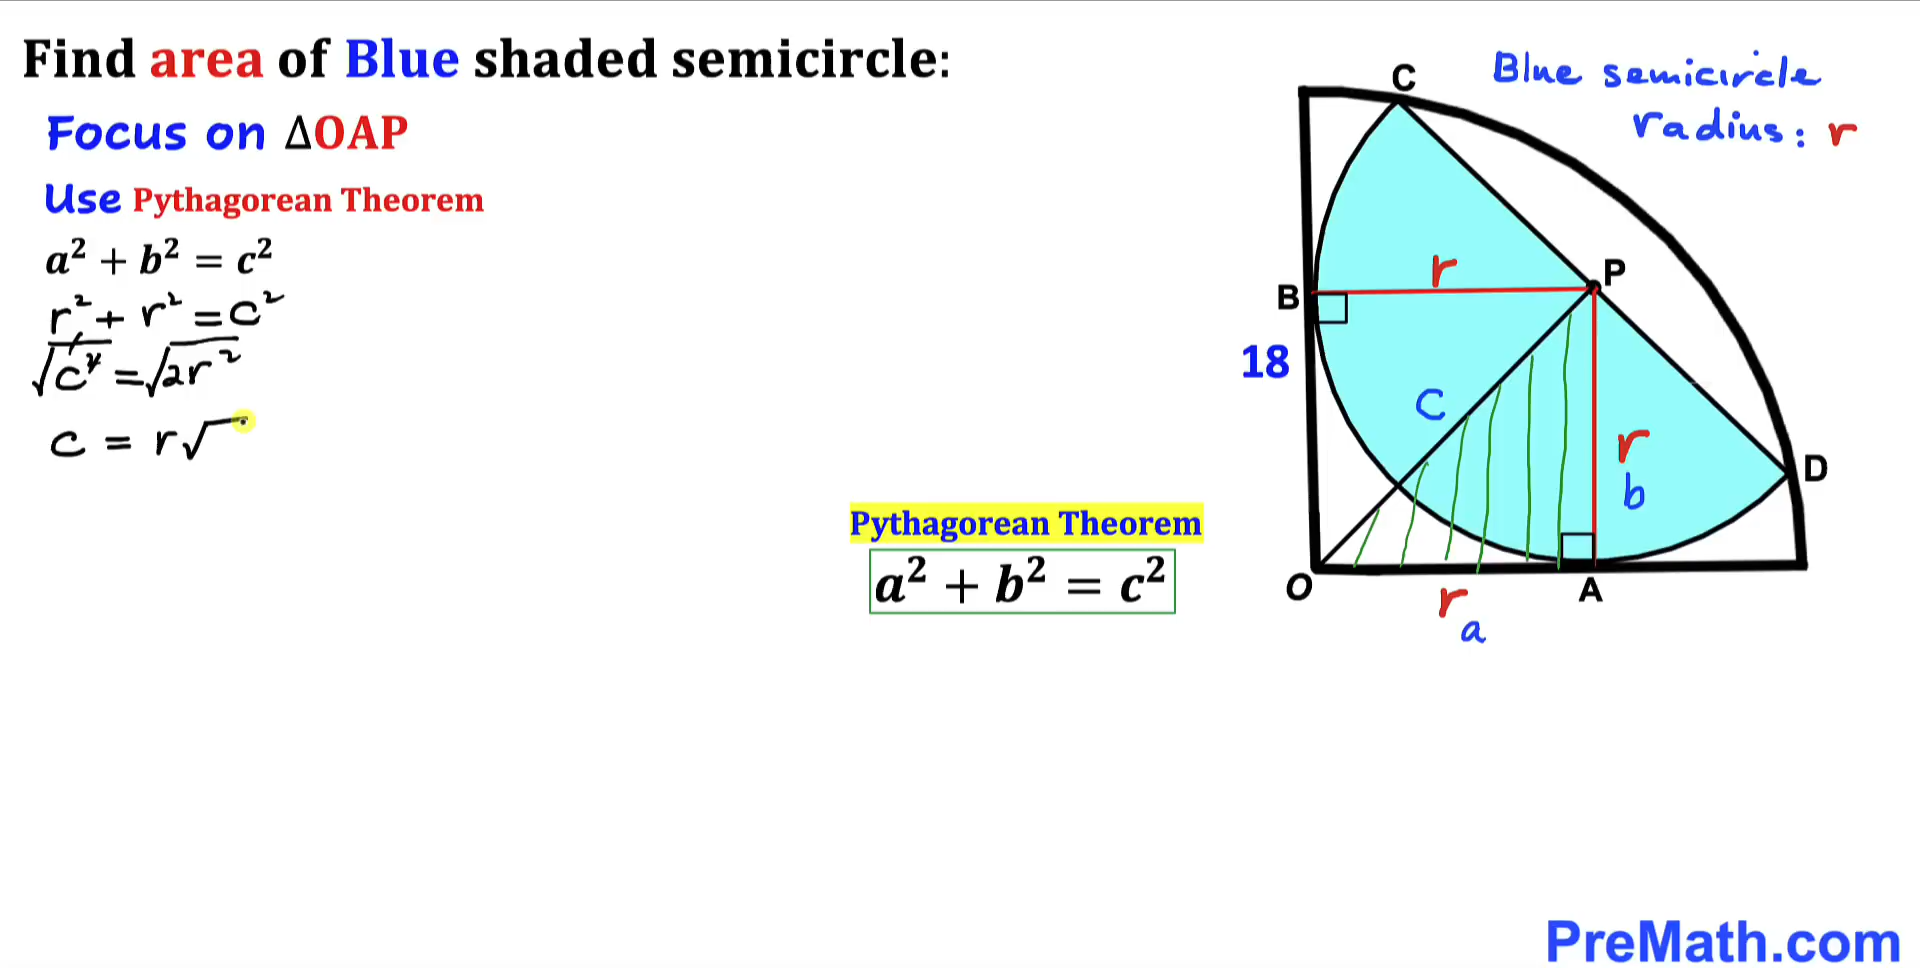 Find area of Blue shaded semicircle:
Focus on ΔOAP
Use Pythagorean Theorem
a² + b² = c²
r² + r² = c²
√c² = √2r²
c = r√
Pythagorean Theorem
a² + b² = c²
Blue semicircle
radius: r
C
P
r
B
18
C
r
b
D
O
A
r
a
PreMath.com